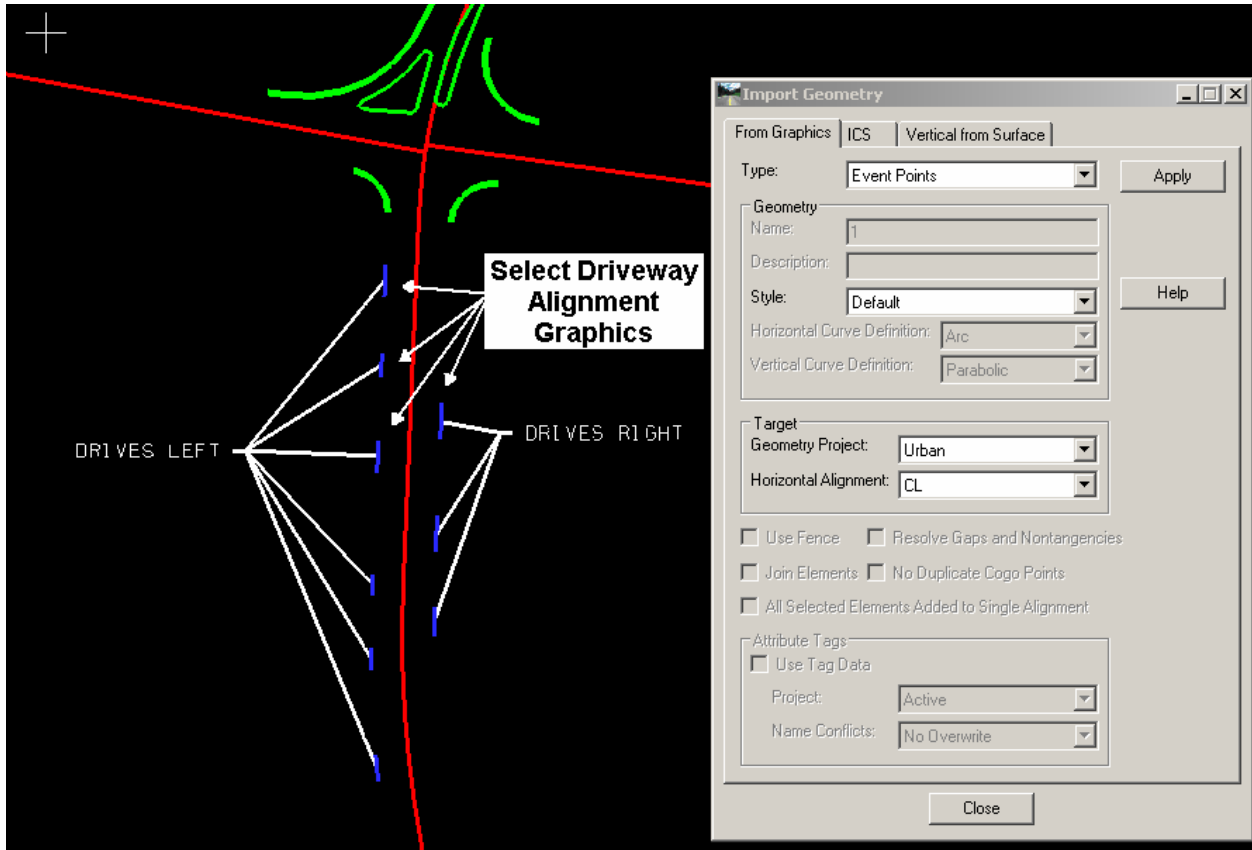 Select Driveway
Alignment
Graphics
DRIVES LEFT
DRIVES RIGHT
Import Geometry
From Graphics
ICS
Vertical from Surface
Type:
Event Points
Apply
Geometry
Name:
1
Description:
Style:
Default
Help
Horizontal Curve Definition:
Arc
Vertical Curve Definition:
Parabolic
Target
Geometry Project:
Urban
Horizontal Alignment:
CL
Use Fence
Resolve Gaps and Nontangencies
Join Elements
No Duplicate Cogo Points
All Selected Elements Added to Single Alignment
Attribute Tags
Use Tag Data
Project:
Active
Name Conflicts:
No Overwrite
Close